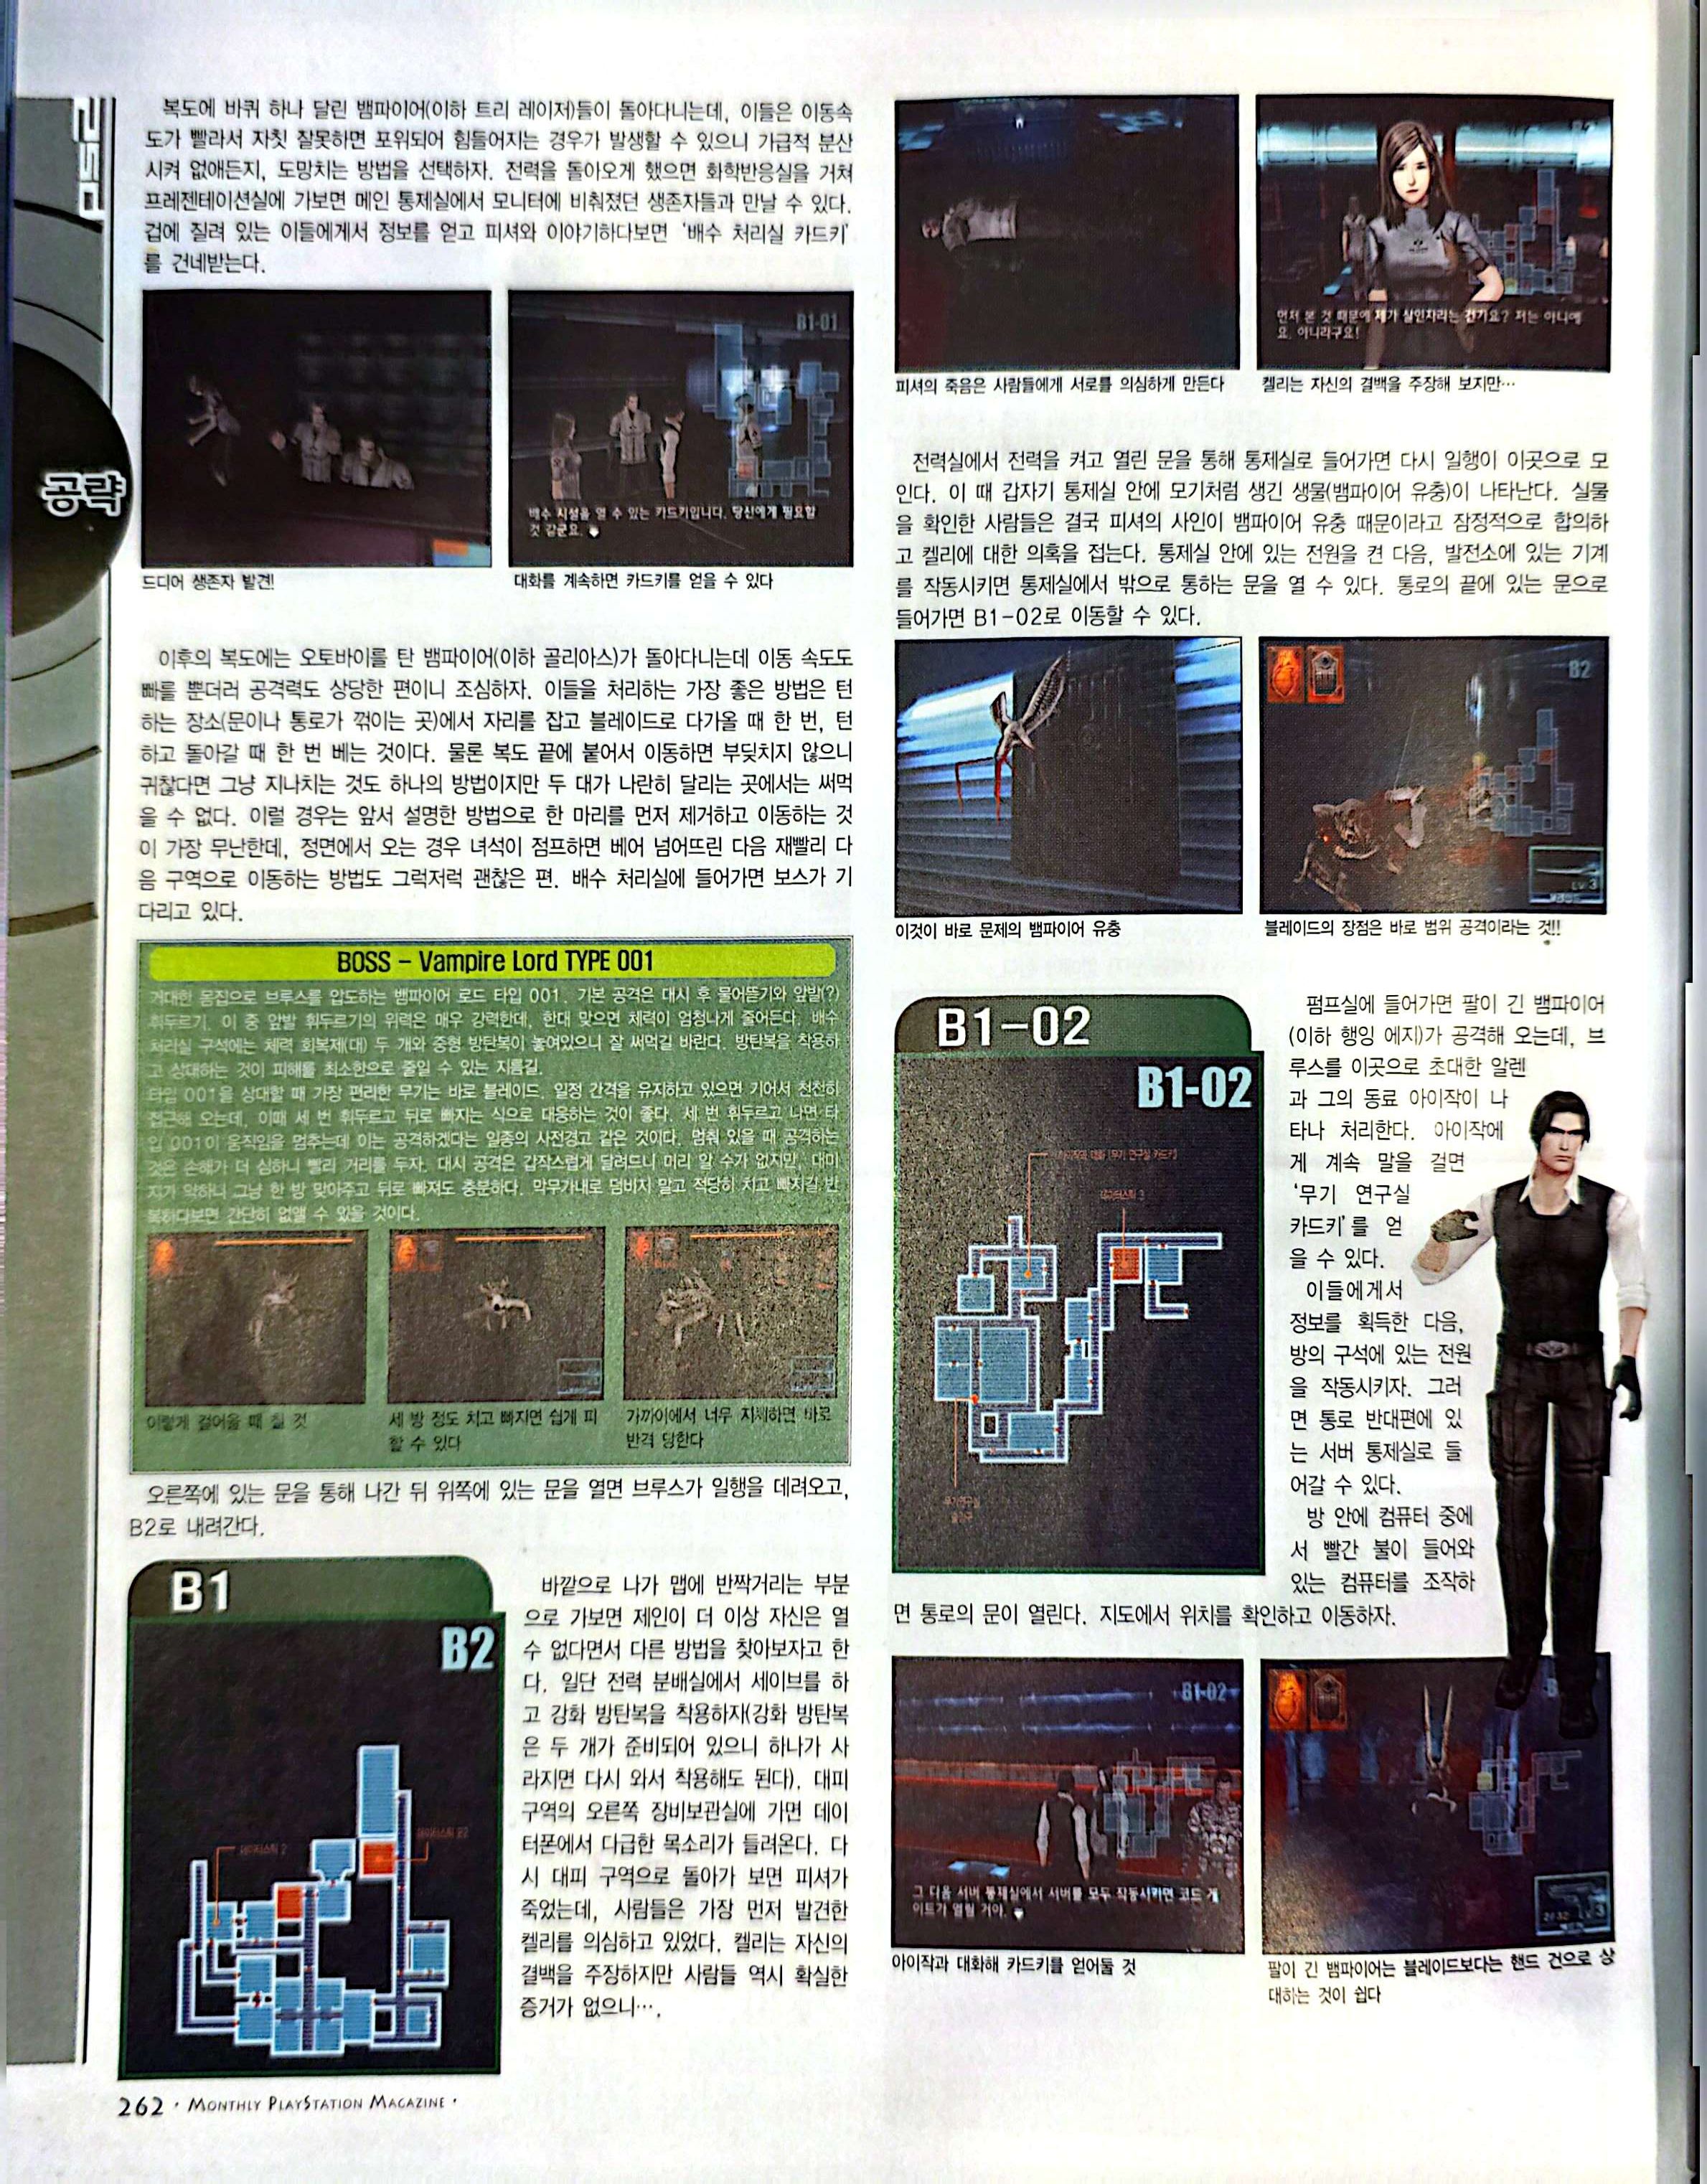 PS2
공략
복도에 바퀴 하나 달린 뱀파이어(이하 트리 레이저)들이 돌아다니는데, 이들은 이동속
도가 빨라서 자칫 잘못하면 포위되어 힘들어지는 경우가 발생할 수 있으니 가급적 분산
시켜 없애든지, 도망치는 방법을 선택하자. 전력을 돌아오게 했으면 화학반응실을 거쳐
프레젠테이션실에 가보면 메인 통제실에서 모니터에 비춰졌던 생존자들과 만날 수 있다.
겁에 질려 있는 이들에게서 정보를 얻고 피셔와 이야기하다보면 '배수 처리실 카드키'
를 건네받는다.
B1-01
배수 시설을 열 수 있는 카드키입니다. 당신에게 필요할
것 같군요.
드디어 생존자 발견!
대화를 계속하면 카드키를 얻을 수 있다
이후의 복도에는 오토바이를 탄 뱀파이어(이하 골리아스)가 돌아다니는데 이동 속도도
빠를 뿐더러 공격력도 상당한 편이니 조심하자. 이들을 처리하는 가장 좋은 방법은 턴
하는 장소(문이나 통로가 꺾이는 곳)에서 자리를 잡고 블레이드로 다가올 때 한 번, 턴
하고 돌아갈 때 한 번 베는 것이다. 물론 복도 끝에 붙어서 이동하면 부딪치지 않으니
귀찮다면 그냥 지나치는 것도 하나의 방법이지만 두 대가 나란히 달리는 곳에서는 써먹
을 수 없다. 이럴 경우는 앞서 설명한 방법으로 한 마리를 먼저 제거하고 이동하는 것
이 가장 무난한데, 정면에서 오는 경우 녀석이 점프하면 베어 넘어뜨린 다음 재빨리 다
음 구역으로 이동하는 방법도 그럭저럭 괜찮은 편. 배수 처리실에 들어가면 보스가 기
다리고 있다.
BOSS - Vampire Lord TYPE 001
거대한 몸집으로 브루스를 압도하는 뱀파이어 로드 타입 001. 기본 공격은 대시 후 물어뜯기와 앞발(?)
휘두르기. 이 중 앞발 휘두르기의 위력은 매우 강력한데, 한대 맞으면 체력이 엄청나게 줄어든다. 배수
처리실 구석에는 체력 회복제(대) 두 개와 중형 방탄복이 놓여있으니 잘 써먹길 바란다. 방탄복을 착용하
고 상대하는 것이 피해를 최소한으로 줄일 수 있는 지름길.
타입 001을 상대할 때 가장 편리한 무기는 바로 블레이드. 일정 간격을 유지하고 있으면 기어서 천천히
접근해 오는데, 이때 세 번 휘두르고 뒤로 빠지는 식으로 대응하는 것이 좋다. 세 번 휘두르고 나면 타
입 001이 움직임을 멈추는데 이는 공격하겠다는 일종의 사전경고 같은 것이다. 멈춰 있을 때 공격하는
것은 손해가 더 심하니 빨리 거리를 두자. 대시 공격은 갑작스럽게 달려드니 미리 알 수가 없지만, 대미
지가 약하니 그냥 한 방 맞아주고 뒤로 빠져도 충분하다. 막무가내로 덤비지 말고 적당히 치고 빠지길 반
복하다보면 간단히 없앨 수 있을 것이다.
이렇게 걸어올 때 칠 것
세 방 정도 치고 빠지면 쉽게 피
할 수 있다
가까이에서 너무 지체하면 바로
반격 당한다
오른쪽에 있는 문을 통해 나간 뒤 위쪽에 있는 문을 열면 브루스가 일행을 데려오고,
B2로 내려간다.
B1
B2
데이터스틱 2
바깥으로 나가 맵에 반짝거리는 부분
으로 가보면 제인이 더 이상 자신은 열
수 없다면서 다른 방법을 찾아보자고 한
다. 일단 전력 분배실에서 세이브를 하
고 강화 방탄복을 착용하자(강화 방탄복
은 두 개가 준비되어 있으니 하나가 사
라지면 다시 와서 착용해도 된다). 대피
구역의 오른쪽 장비보관실에 가면 데이
터폰에서 다급한 목소리가 들려온다. 다
시 대피 구역으로 돌아가 보면 피셔가
죽었는데, 사람들은 가장 먼저 발견한
켈리를 의심하고 있었다. 켈리는 자신의
결백을 주장하지만 사람들 역시 확실한
증거가 없으니….
먼저 본 것 때문에 제가 살인자라는 건가요? 저는 아니에
요. 아니라구요!
피셔의 죽음은 사람들에게 서로를 의심하게 만든다
켈리는 자신의 결백을 주장해 보지만…
전력실에서 전력을 켜고 열린 문을 통해 통제실로 들어가면 다시 일행이 이곳으로 모
인다. 이 때 갑자기 통제실 안에 모기처럼 생긴 생물(뱀파이어 유충)이 나타난다. 실물
을 확인한 사람들은 결국 피셔의 사인이 뱀파이어 유충 때문이라고 잠정적으로 합의하
고 켈리에 대한 의혹을 접는다. 통제실 안에 있는 전원을 켠 다음, 발전소에 있는 기계
를 작동시키면 통제실에서 밖으로 통하는 문을 열 수 있다. 통로의 끝에 있는 문으로
들어가면 B1-02로 이동할 수 있다.
B2
LV 3
이것이 바로 문제의 뱀파이어 유충
블레이드의 장점은 바로 범위 공격이라는 것!!
B1-02
B1-02
아이작과 대화 (무기 연구실 카드키)
데이터스틱 3
무기연구실
펌프실에 들어가면 팔이 긴 뱀파이어
(이하 행잉 에지)가 공격해 오는데, 브
루스를 이곳으로 초대한 알렌
과 그의 동료 아이작이 나
타나 처리한다. 아이작에
게 계속 말을 걸면
'무기 연구실
카드키'를 얻
을 수 있다.
이들에게서
정보를 획득한 다음,
방의 구석에 있는 전원
을 작동시키자. 그러
면 통로 반대편에 있
는 서버 통제실로 들
어갈 수 있다.
방 안에 컴퓨터 중에
서 빨간 불이 들어와
있는 컴퓨터를 조작하
면 통로의 문이 열린다. 지도에서 위치를 확인하고 이동하자.
B1-02
그 다음 서버 통제실에서 서버를 모두 작동시키면 코드 게
이트가 열릴 거야.
아이작과 대화해 카드키를 얻어둘 것
팔이 긴 뱀파이어는 블레이드보다는 핸드 건으로 상
대하는 것이 쉽다
262 · MONTHLY PLAYSTATION MAGAZINE ·